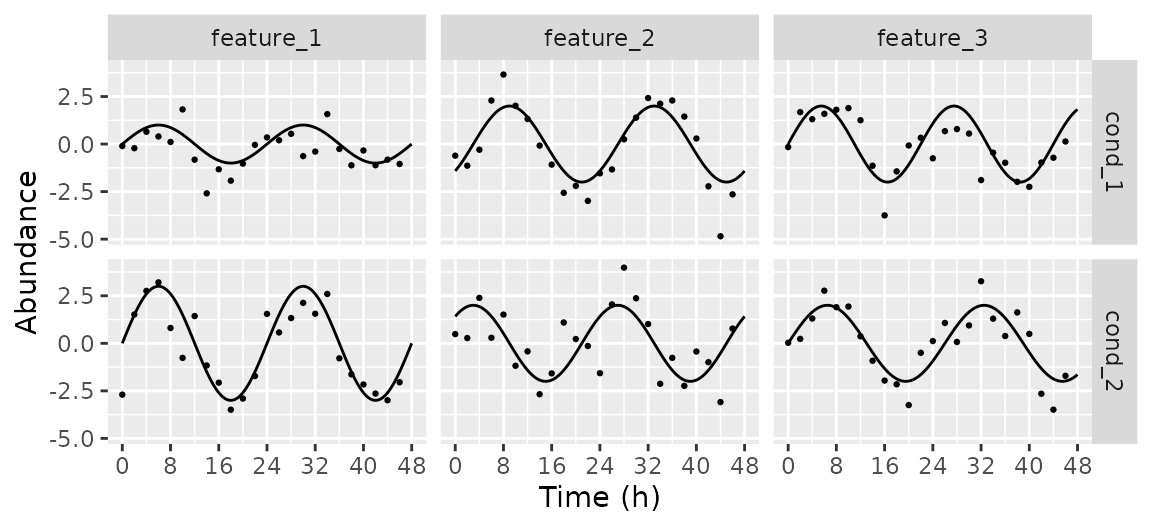 feature_1 feature_2 feature_3
2.5
0.0
-2.5
-5.0
cond_1
Abundance
2.5
0.0
-2.5
-5.0
cond_2
0 8 16 24 32 40 48 0 8 16 24 32 40 48 0 8 16 24 32 40 48
Time (h)